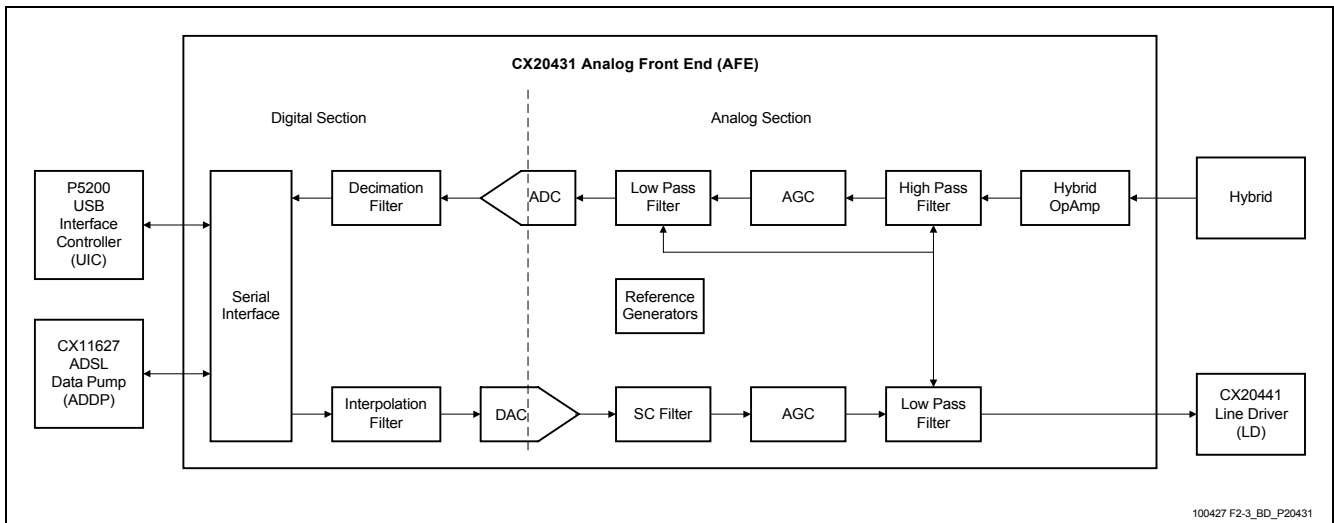 CX20431 Analog Front End (AFE)
Digital Section
Analog Section
P5200
USB
Interface
Controller
(UIC)
Decimation
Filter
ADC
Low Pass
Filter
AGC
High Pass
Filter
Hybrid
OpAmp
Hybrid
Serial
Interface
Reference
Generators
CX11627
ADSL
Data Pump
(ADDP)
Interpolation
Filter
DAC
SC Filter
AGC
Low Pass
Filter
CX20441
Line Driver
(LD)
100427 F2-3_BD_P20431